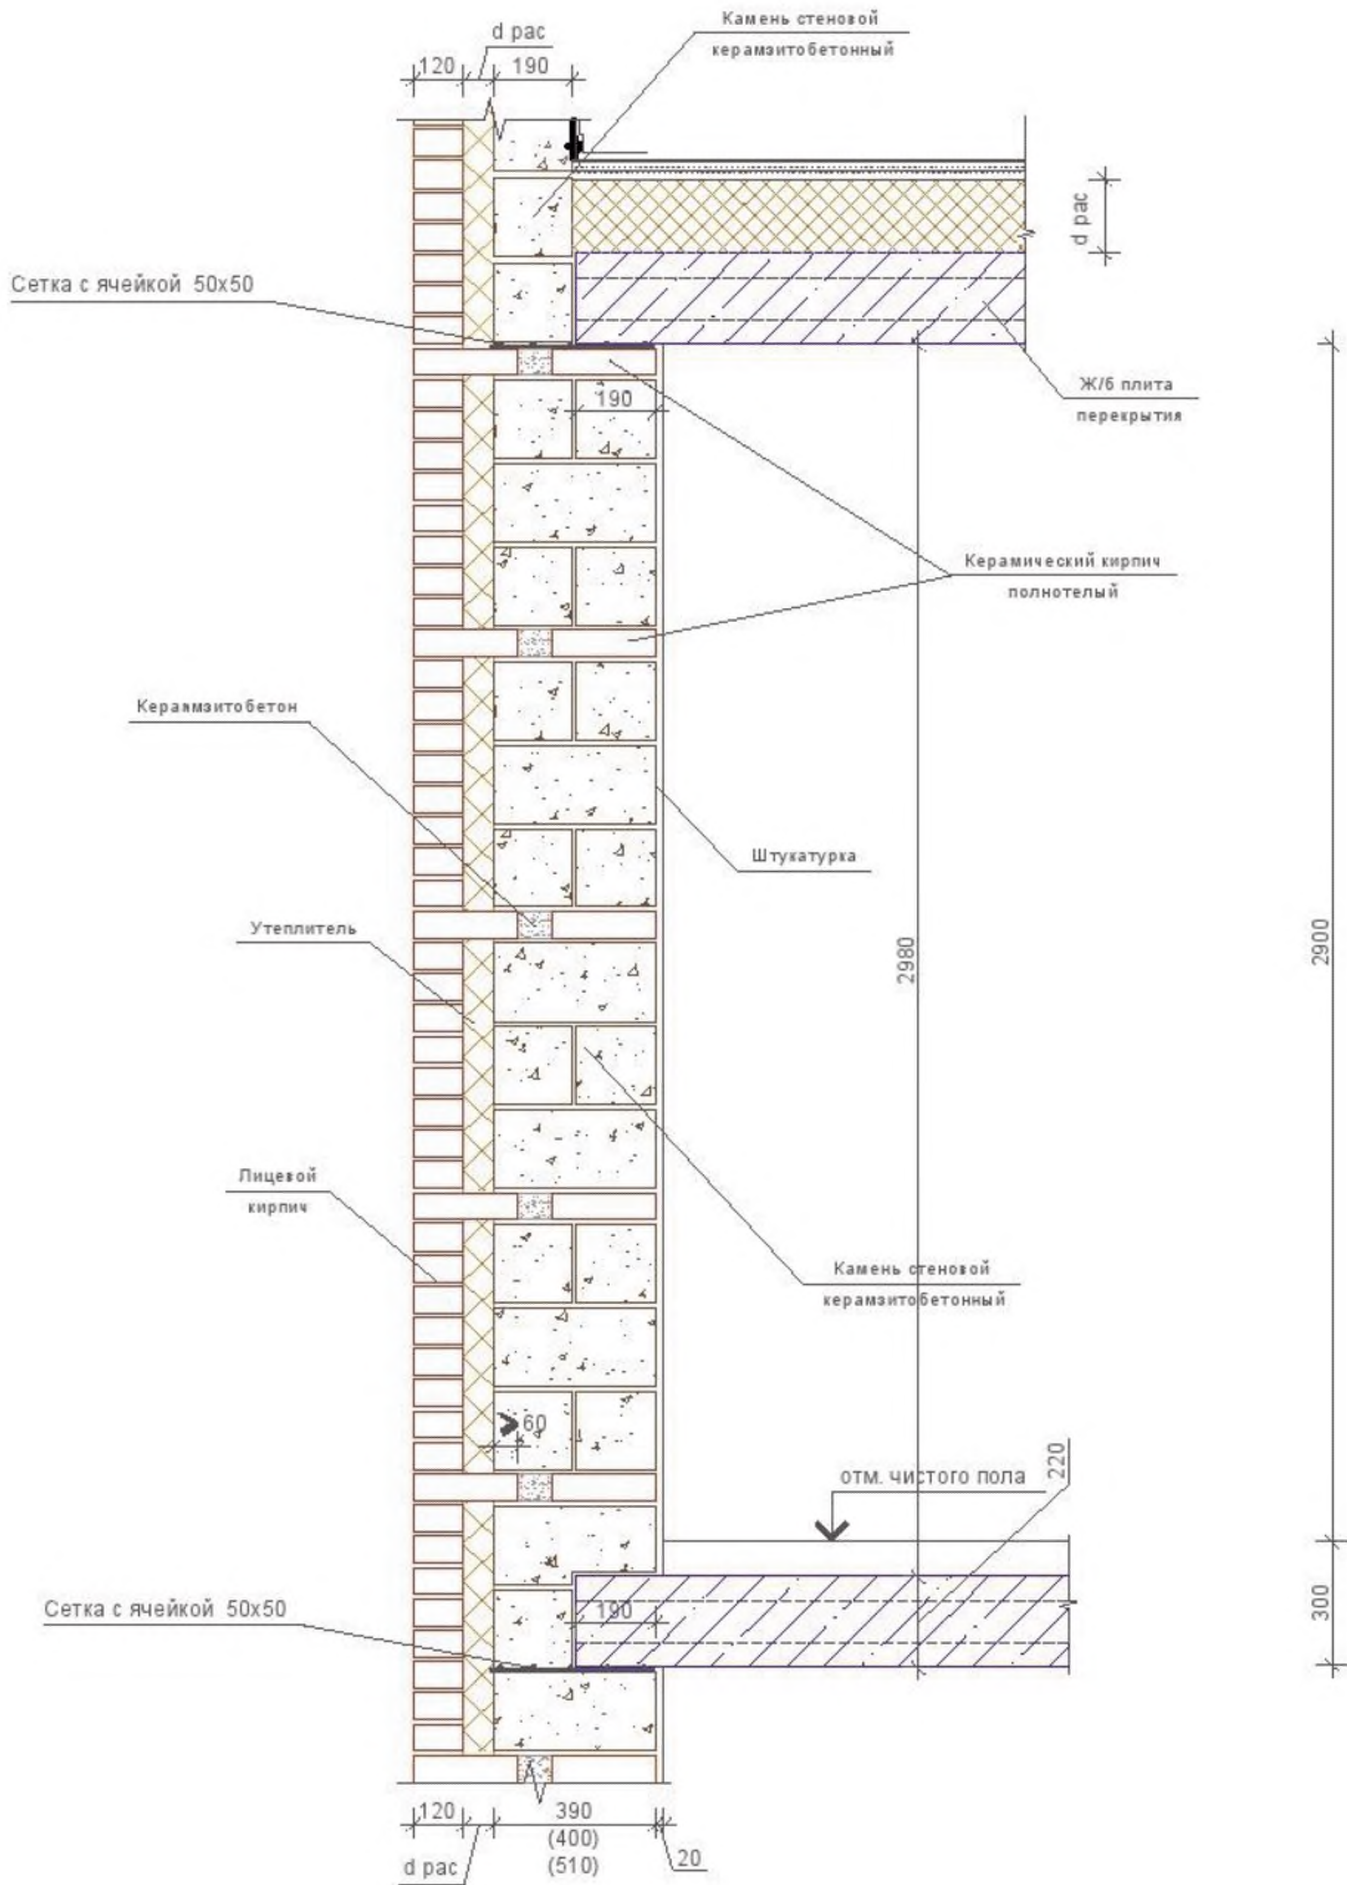 Камень стеновой
керамзитобетонный
d рас
120
190
d рас
Сетка с ячейкой 50х50
Ж/б плита
перекрытия
190
Керамический кирпич
полнотелый
Кераамзитобетон
Штукатурка
Утеплитель
2980
2900
Лицевой
кирпич
Камень стеновой
керамзитобетонный
60
отм. чистого пола
220
Сетка с ячейкой 50х50
190
300
120
390
(400)
(510)
20
d рас